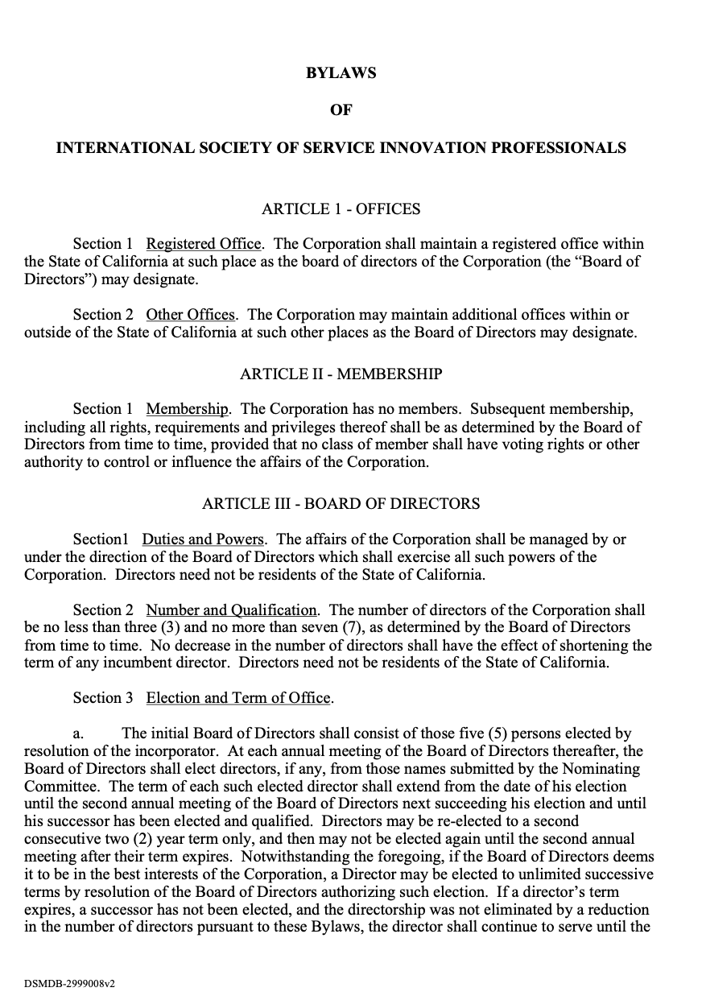 BYLAWS
OF
INTERNATIONAL SOCIETY OF SERVICE INNOVATION PROFESSIONALS
ARTICLE 1 - OFFICES
Section 1 Registered Office. The Corporation shall maintain a registered office within
the State of California at such place as the board of directors of the Corporation (the “Board of
Directors”) may designate.
Section 2 Other Offices. The Corporation may maintain additional offices within or
outside of the State of California at such other places as the Board of Directors may designate.
ARTICLE II - MEMBERSHIP
Section 1 Membership. The Corporation has no members. Subsequent membership,
including all rights, requirements and privileges thereof shall be as determined by the Board of
Directors from time to time, provided that no class of member shall have voting rights or other
authority to control or influence the affairs of the Corporation.
ARTICLE III - BOARD OF DIRECTORS
Section1 Duties and Powers. The affairs of the Corporation shall be managed by or
under the direction of the Board of Directors which shall exercise all such powers of the
Corporation. Directors need not be residents of the State of California.
Section 2 Number and Qualification. The number of directors of the Corporation shall
be no less than three (3) and no more than seven (7), as determined by the Board of Directors
from time to time. No decrease in the number of directors shall have the effect of shortening the
term of any incumbent director. Directors need not be residents of the State of California.
Section 3 Election and Term of Office.
a. The initial Board of Directors shall consist of those five (5) persons elected by
resolution of the incorporator. At each annual meeting of the Board of Directors thereafter, the
Board of Directors shall elect directors, if any, from those names submitted by the Nominating
Committee. The term of each such elected director shall extend from the date of his election
until the second annual meeting of the Board of Directors next succeeding his election and until
his successor has been elected and qualified. Directors may be re-elected to a second
consecutive two (2) year term only, and then may not be elected again until the second annual
meeting after their term expires. Notwithstanding the foregoing, if the Board of Directors deems
it to be in the best interests of the Corporation, a Director may be elected to unlimited successive
terms by resolution of the Board of Directors authorizing such election. If a director’s term
expires, a successor has not been elected, and the directorship was not eliminated by a reduction
in the number of directors pursuant to these Bylaws, the director shall continue to serve until the
DSMDB-2999008v2